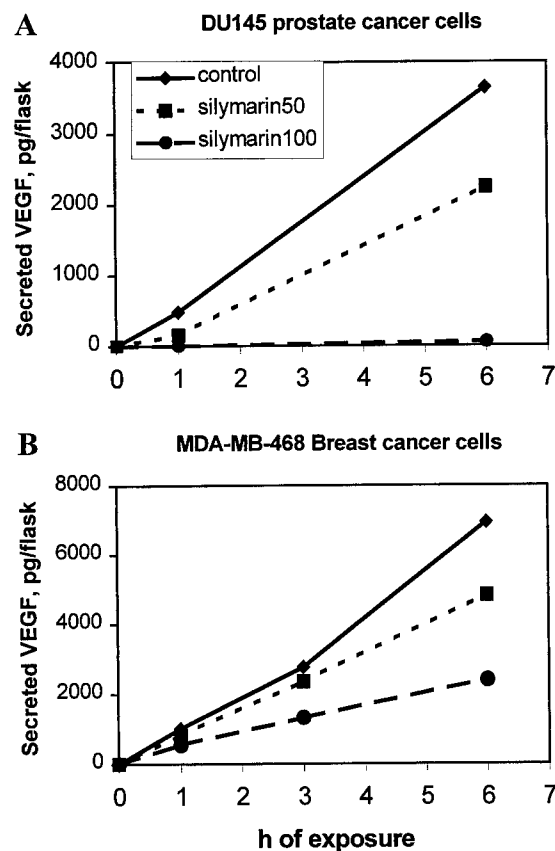 A
DU145 prostate cancer cells
control
silymarin50
silymarin100
Secreted VEGF, pg/flask
4000
3000
2000
1000
0
0 1 2 3 4 5 6 7
B
MDA-MB-468 Breast cancer cells
Secreted VEGF, pg/flask
8000
6000
4000
2000
0
0 1 2 3 4 5 6 7
h of exposure